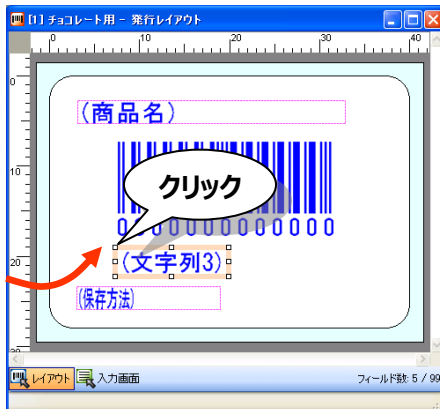 [1] チョコレート用 - 発行レイアウト
0 10 20 30 40
0
(商品名)
10
クリック
0000000000000
20
(文字列3)
(保存方法)
30
レイアウト 入力画面 フィールド数: 5 / 99